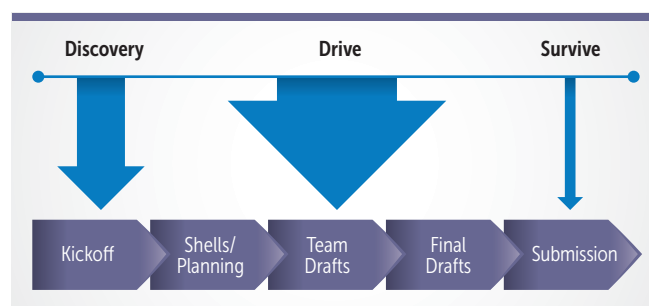 Discovery Drive Survive
Kickoff
Shells/
Planning
Team
Drafts
Final
Drafts
Submission